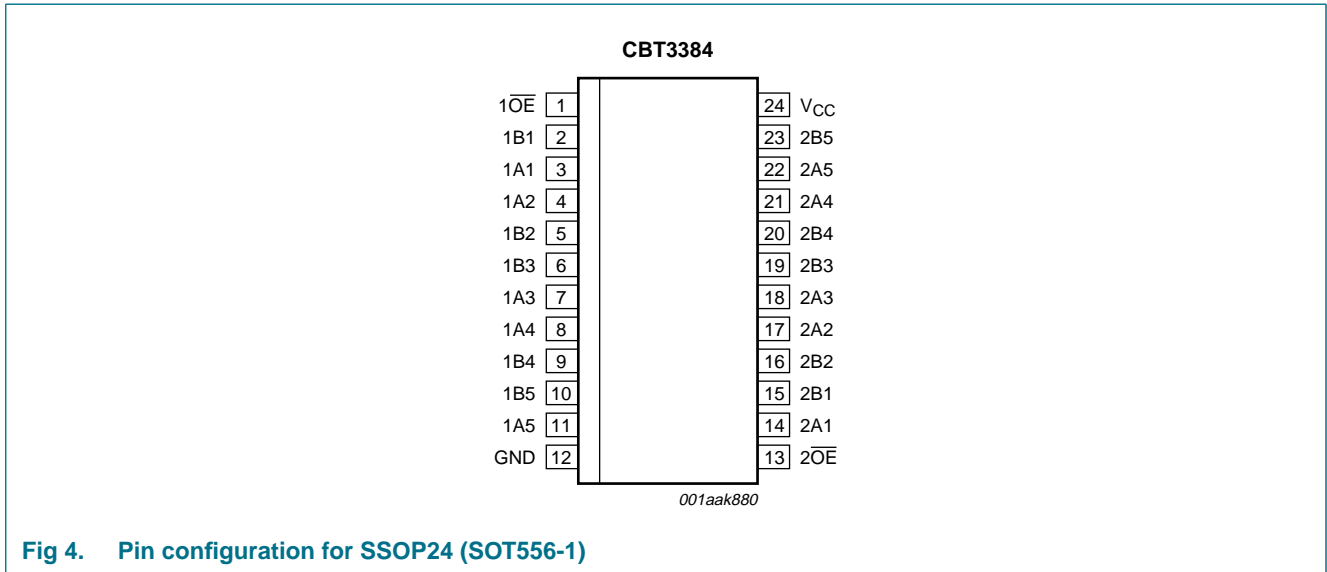 CBT3384
1O̅E̅ 1 24 VCC
1B1 2 23 2B5
1A1 3 22 2A5
1A2 4 21 2A4
1B2 5 20 2B4
1B3 6 19 2B3
1A3 7 18 2A3
1A4 8 17 2A2
1B4 9 16 2B2
1B5 10 15 2B1
1A5 11 14 2A1
GND 12 13 2O̅E̅
001aak880
Fig 4. Pin configuration for SSOP24 (SOT556-1)